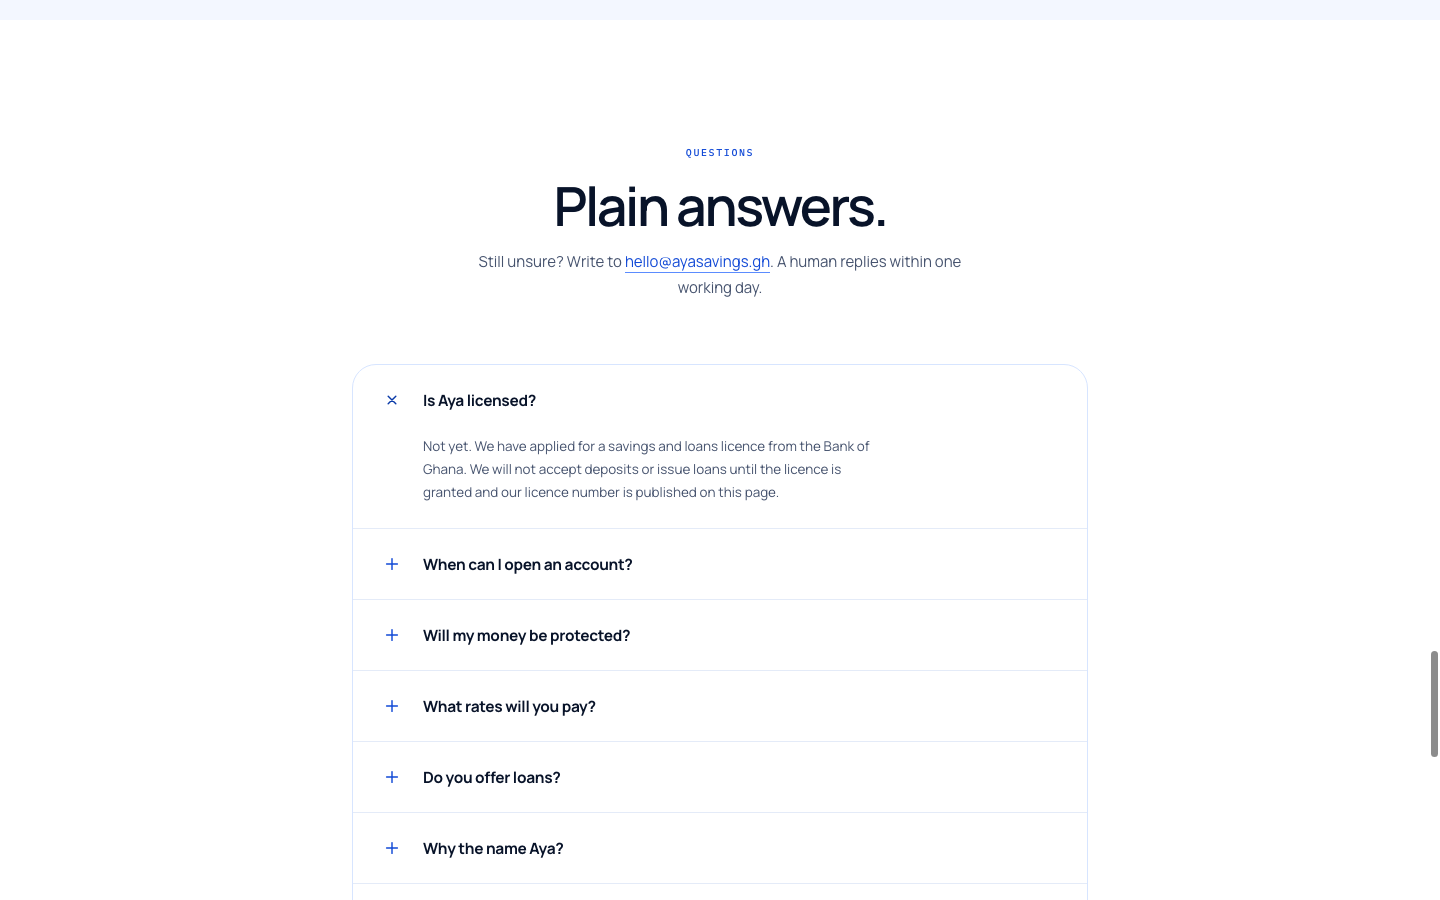 QUESTIONS
Plain answers.
Still unsure? Write to hello@ayasavings.gh. A human replies within one
working day.
Is Aya licensed?
Not yet. We have applied for a savings and loans licence from the Bank of
Ghana. We will not accept deposits or issue loans until the licence is
granted and our licence number is published on this page.
When can I open an account?
Will my money be protected?
What rates will you pay?
Do you offer loans?
Why the name Aya?